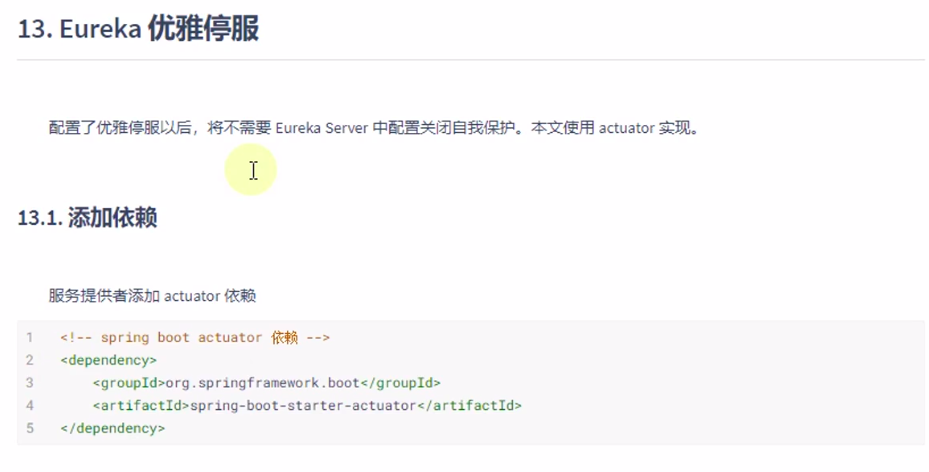 13. Eureka 优雅停服
配置了优雅停服以后，将不需要 Eureka Server 中配置关闭自我保护。本文使用 actuator 实现。
13.1. 添加依赖
服务提供者添加 actuator 依赖
1 <!-- spring boot actuator 依赖 -->
2 <dependency>
3 <groupId>org.springframework.boot</groupId>
4 <artifactId>spring-boot-starter-actuator</artifactId>
5 </dependency>